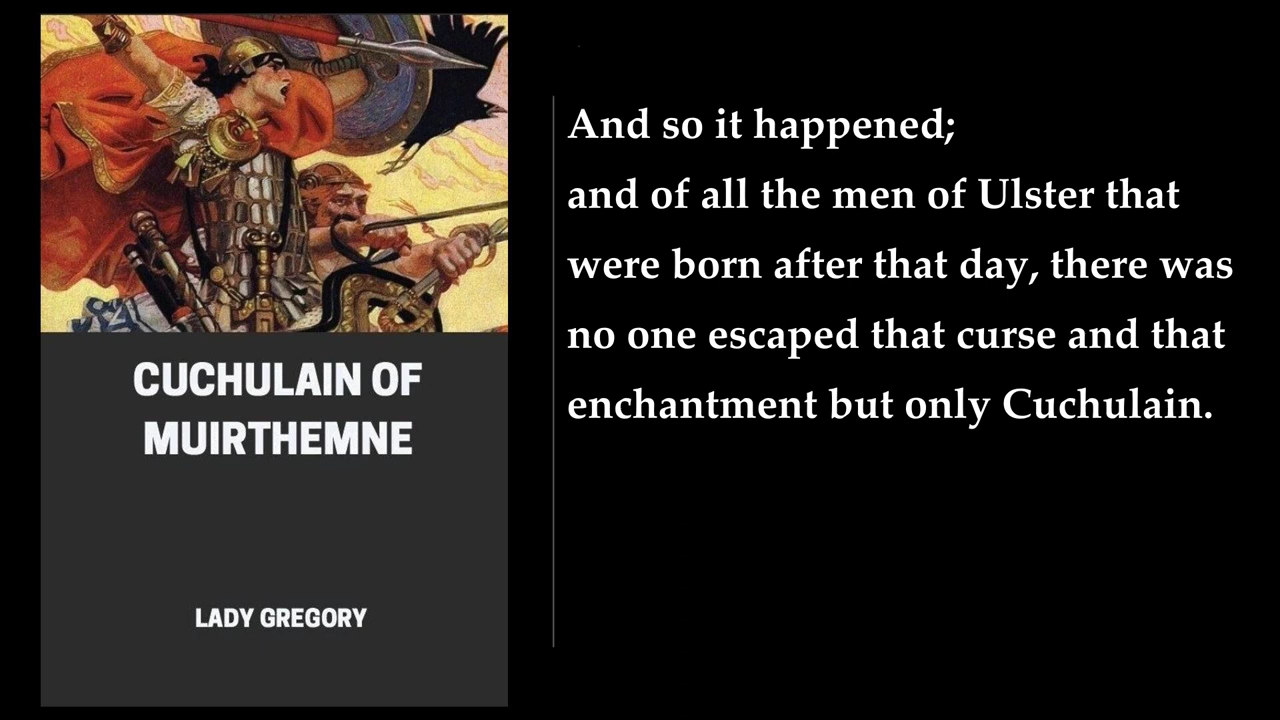 CUCHULAIN OF
MUIRTHEMNE
LADY GREGORY
And so it happened;
and of all the men of Ulster that
were born after that day, there was
no one escaped that curse and that
enchantment but only Cuchulain.